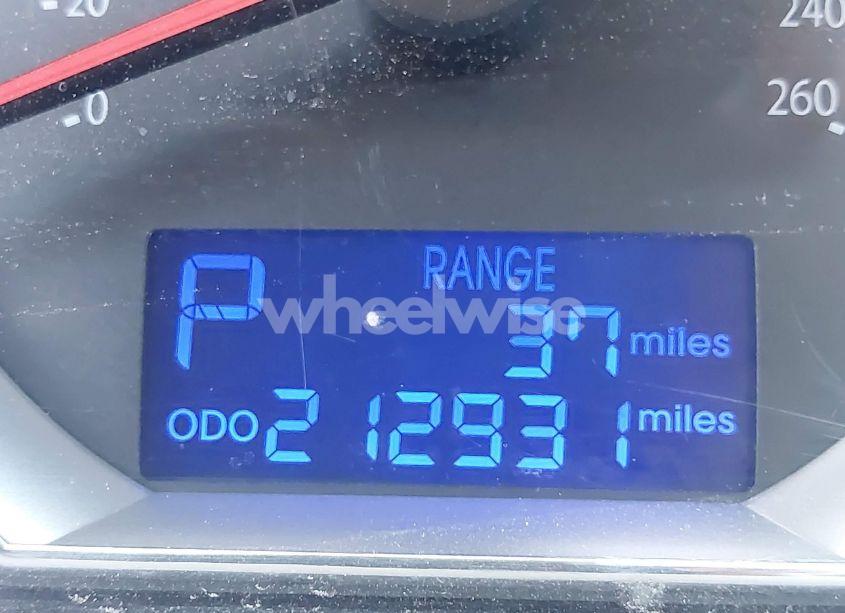 20
0
240
260
P
RANGE
wheelwise
37 miles
ODO 212931 miles